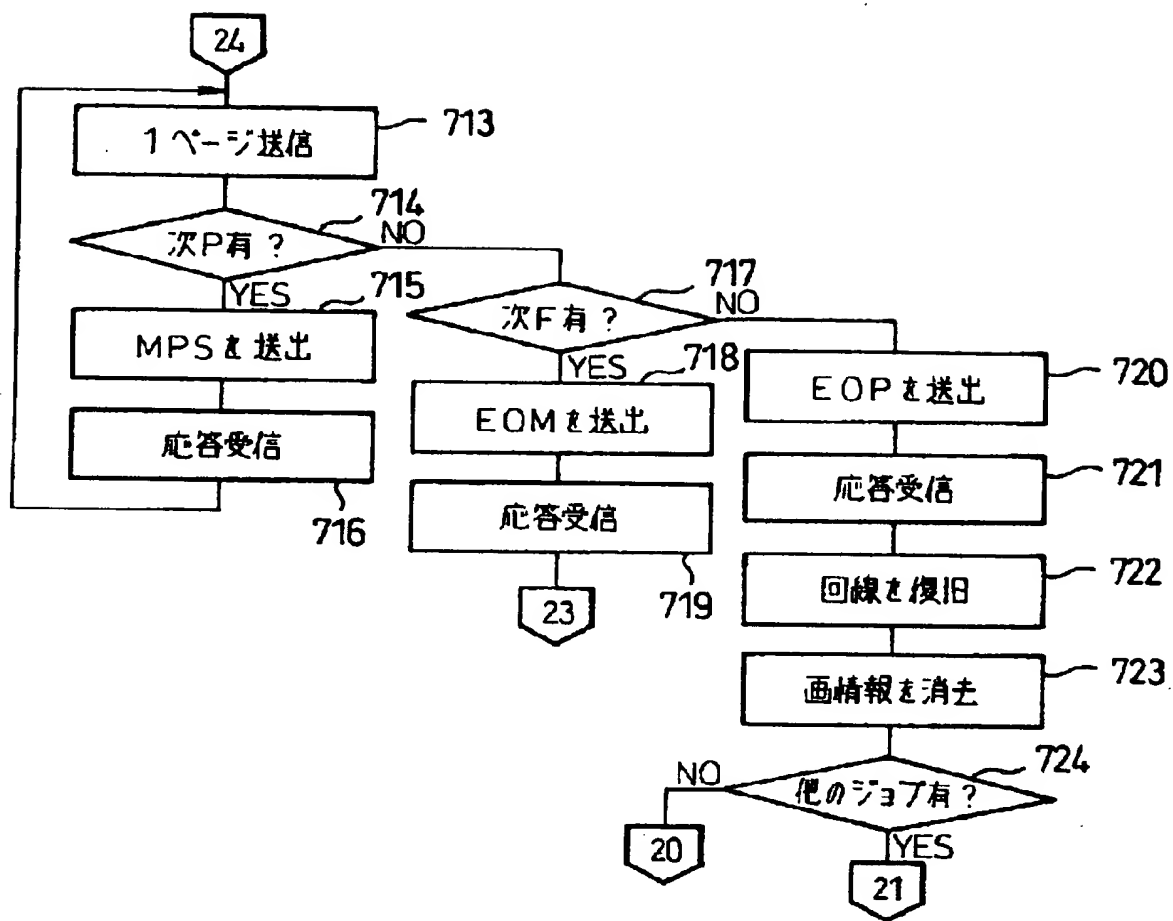 24
1ページ送信
713
次P有?
714
NO
YES
MPSを送出
715
応答受信
716
次F有?
717
NO
YES
EOMを送出
718
応答受信
719
23
EOPを送出
720
応答受信
721
回線を復旧
722
画情報を消去
723
他のジョブ有?
724
NO
20
YES
21